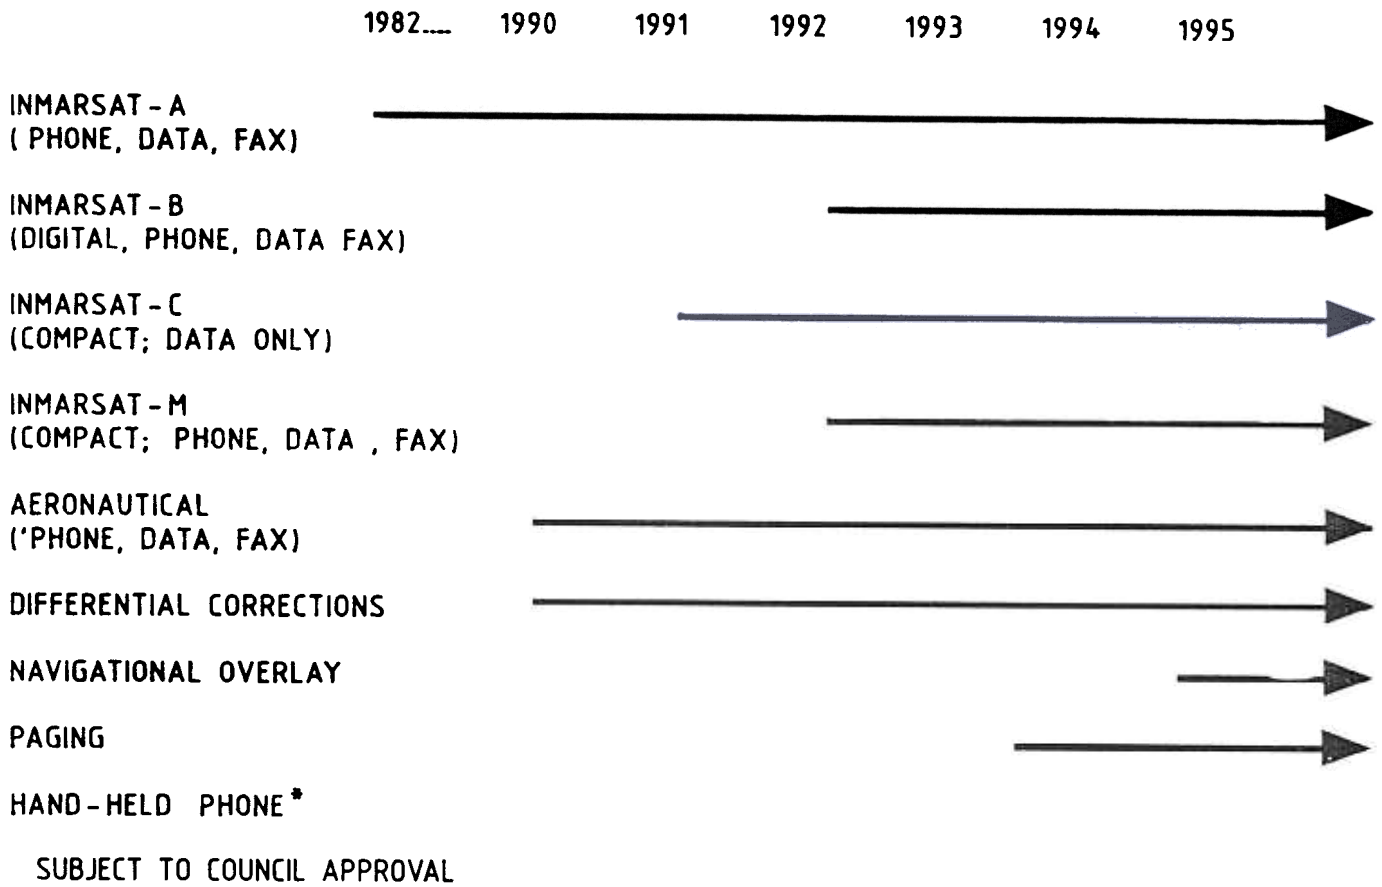 1982.... 1990 1991 1992 1993 1994 1995
INMARSAT-A
( PHONE, DATA, FAX)
INMARSAT-B
(DIGITAL, PHONE, DATA FAX)
INMARSAT-C
(COMPACT; DATA ONLY)
INMARSAT-M
(COMPACT; PHONE, DATA , FAX)
AERONAUTICAL
('PHONE, DATA, FAX)
DIFFERENTIAL CORRECTIONS
NAVIGATIONAL OVERLAY
PAGING
HAND-HELD PHONE*
SUBJECT TO COUNCIL APPROVAL